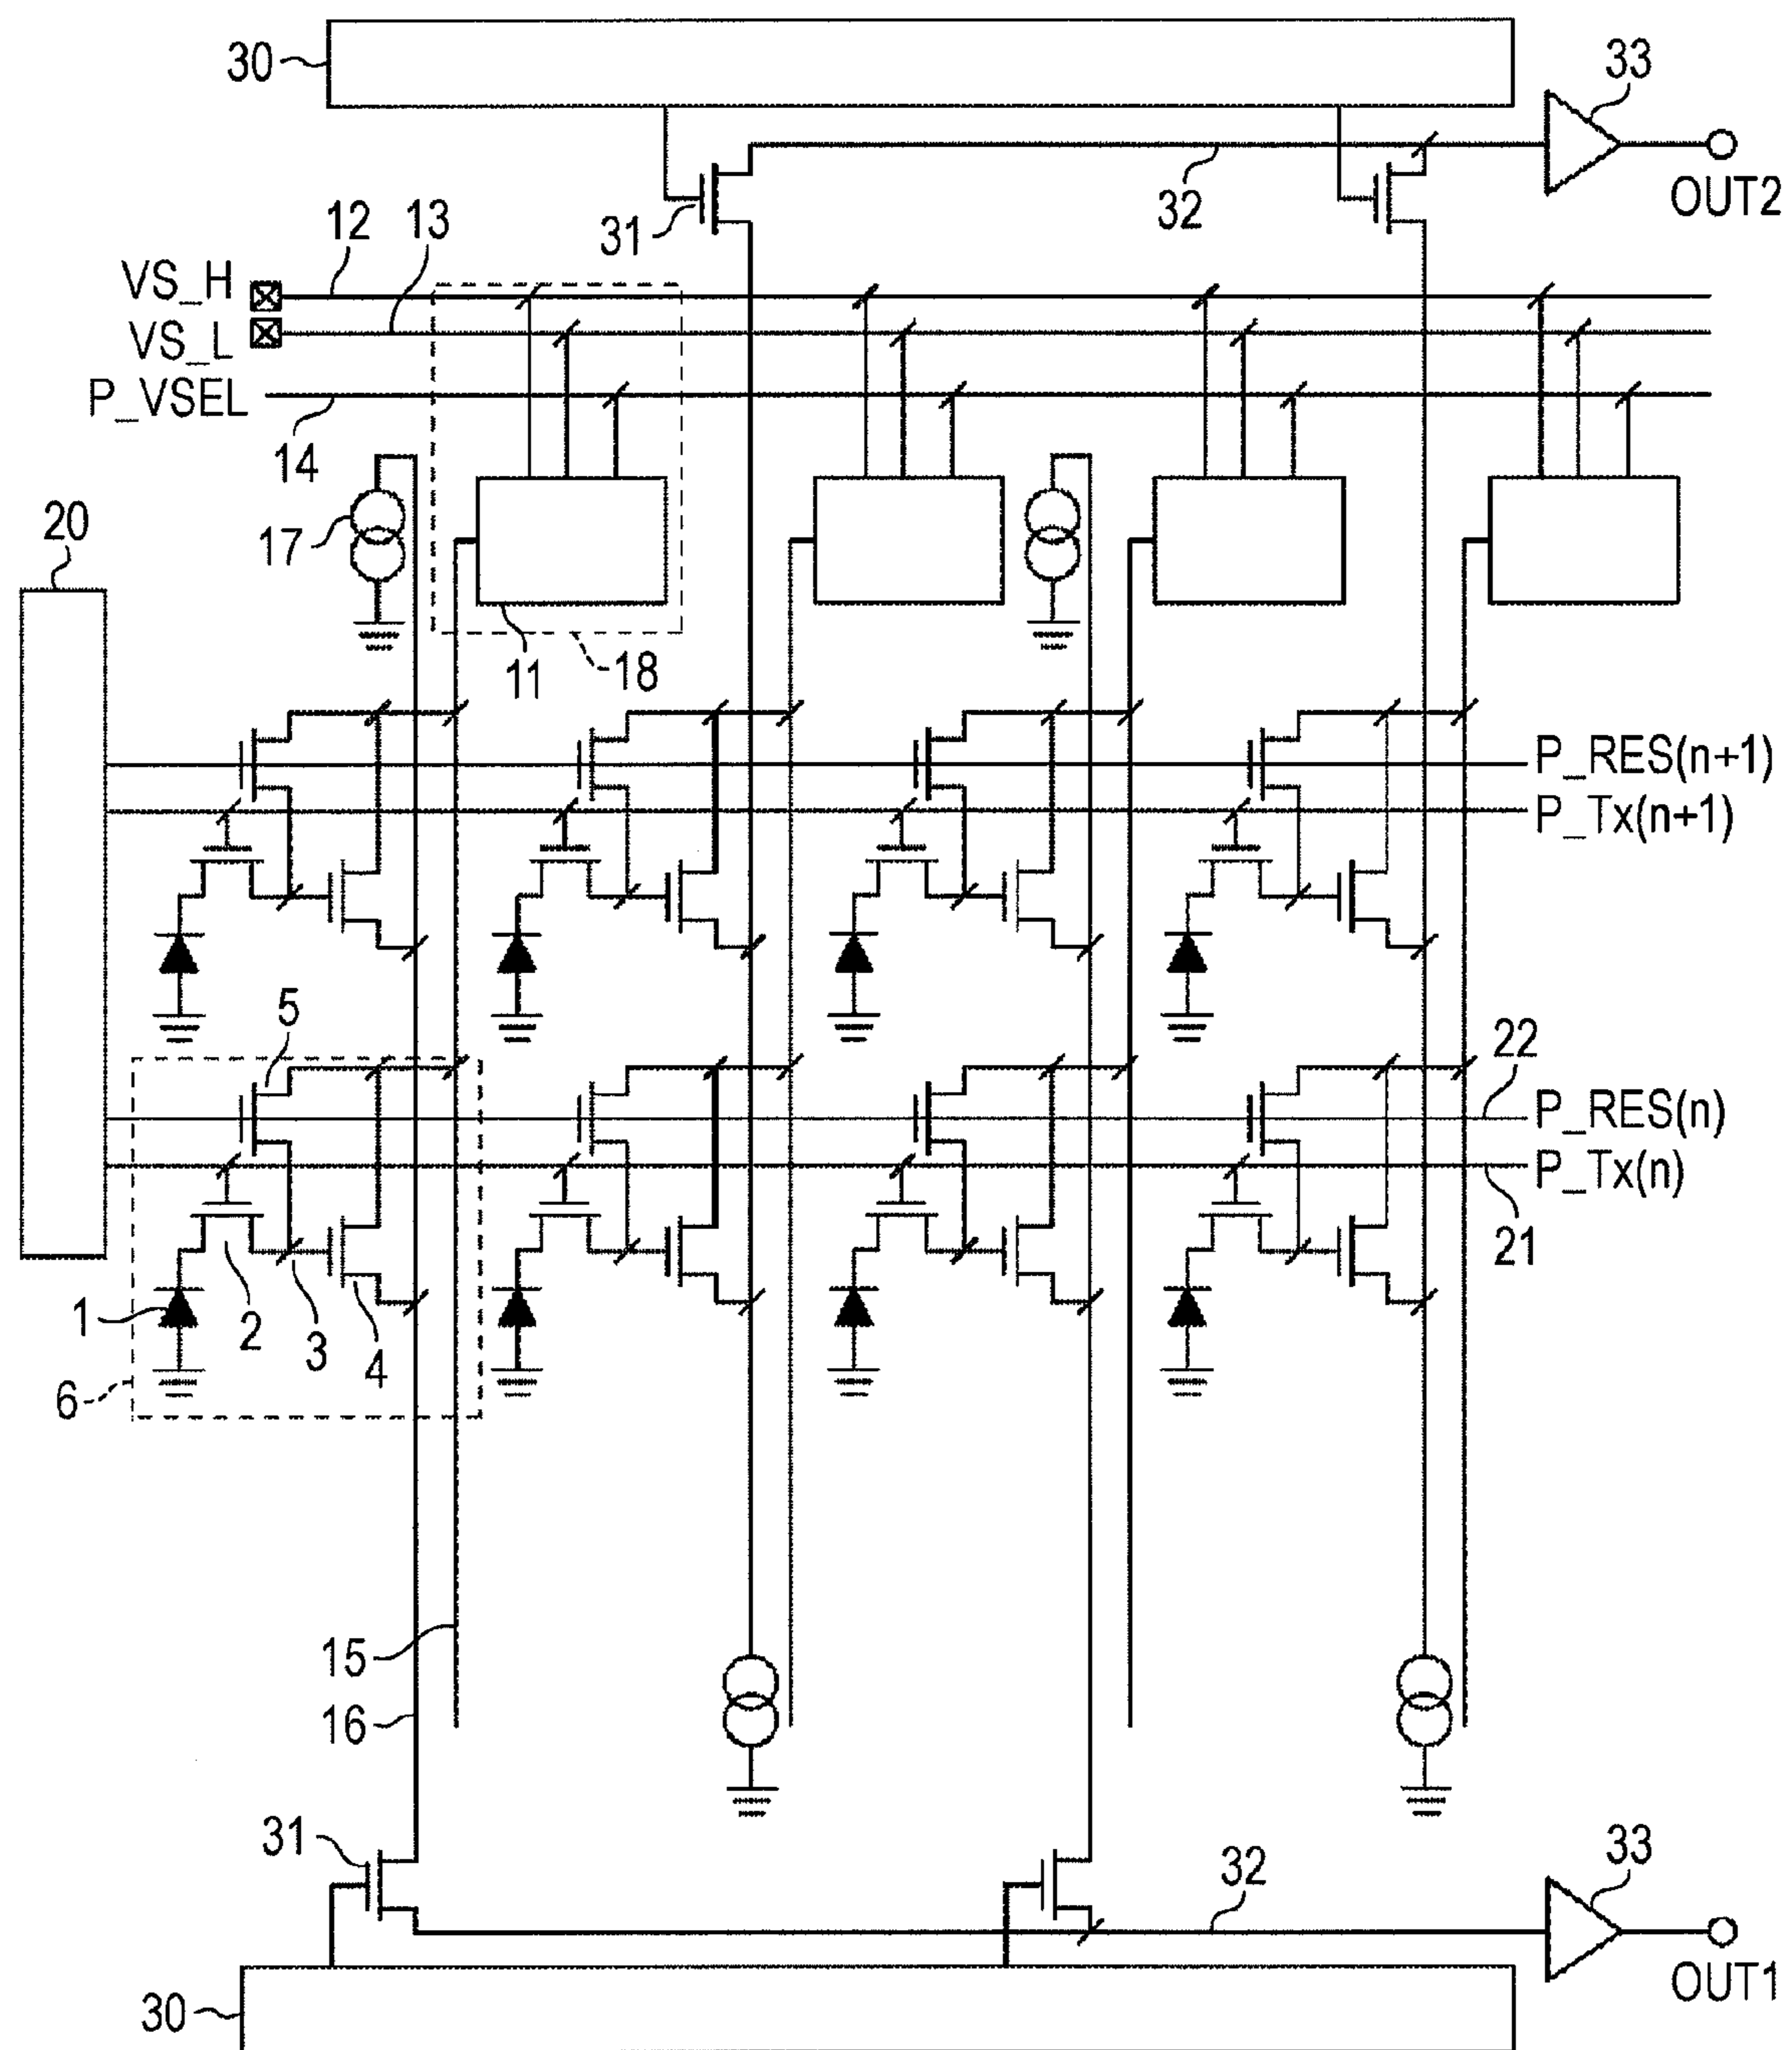 30
33
OUT2
31
32
12
13
VS_H
VS_L
P_VSEL
14
20
17
11
18
P_RES(n+1)
P_Tx(n+1)
5
22
P_RES(n)
P_Tx(n)
21
1
2
3
4
6
15
16
31
32
33
OUT1
30